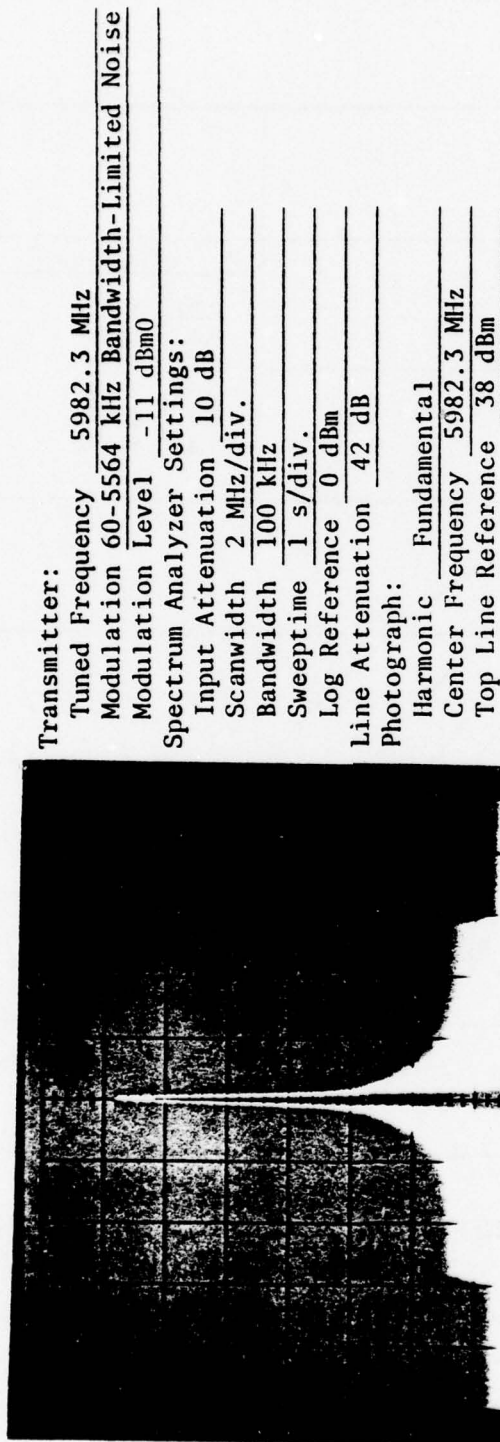 Transmitter:
Tuned Frequency 5982.3 MHz
Modulation 60-5564 kHz Bandwidth-Limited Noise
Modulation Level -11 dBm0
Spectrum Analyzer Settings:
Input Attenuation 10 dB
Scanwidth 2 MHz/div.
Bandwidth 100 kHz
Sweeptime 1 s/div.
Log Reference 0 dBm
Line Attenuation 42 dB
Photograph:
Harmonic Fundamental
Center Frequency 5982.3 MHz
Top Line Reference 38 dBm